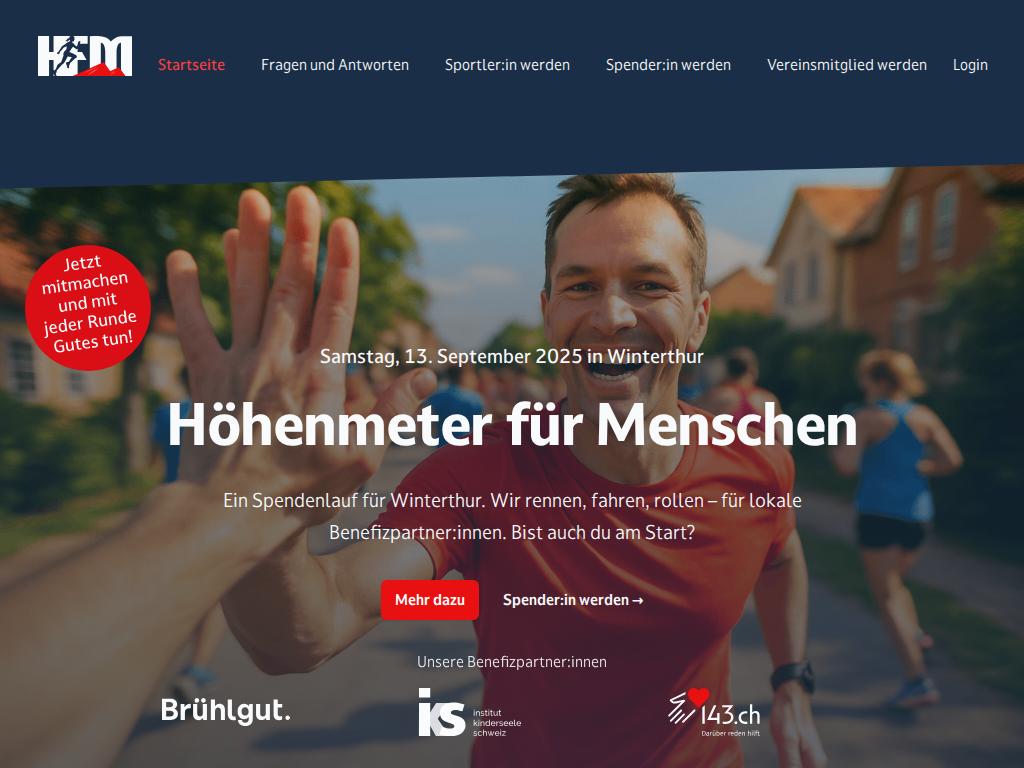 HFM
Startseite
Fragen und Antworten
Sportler:in werden
Spender:in werden
Vereinsmitglied werden
Login
Jetzt
mitmachen
und mit
jeder Runde
Gutes tun!
Samstag, 13. September 2025 in Winterthur
Höhenmeter für Menschen
Ein Spendenlauf für Winterthur. Wir rennen, fahren, rollen – für lokale
Benefizpartner:innen. Bist auch du am Start?
Mehr dazu
Spender:in werden →
Unsere Benefizpartner:innen
Brühlgut.
iks
institut
kinderseele
schweiz
143.ch
Darüber reden hilft